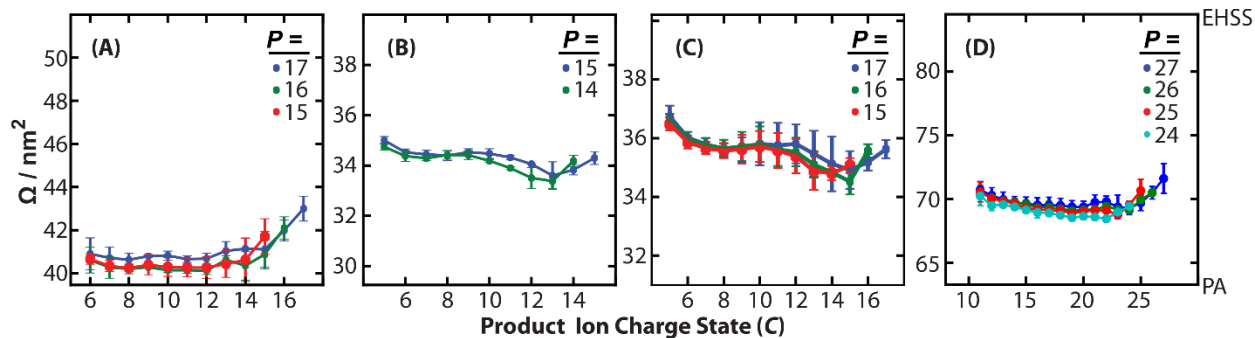 (A)
P =
17
16
15
50
48
46
44
42
40
6 8 10 12 14 16
(B)
P =
15
14
38
36
34
32
30
6 8 10 12 14
(C)
P =
17
16
15
38
36
34
32
6 8 10 12 14 16
(D)
P =
27
26
25
24
80
75
70
65
10 15 20 25
EHSS
PA
Ω / nm²
Product Ion Charge State (C)